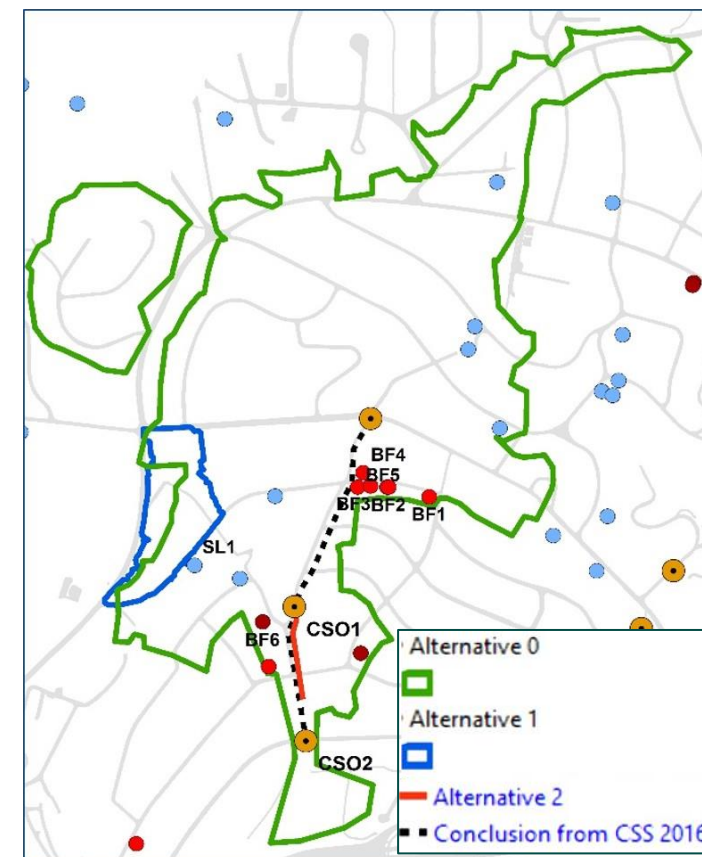 BF4
BF5
BF3BF2
BF1
SL1
CSO1
BF6
CSO2
Alternative 0
Alternative 1
Alternative 2
Conclusion from CSS 2016